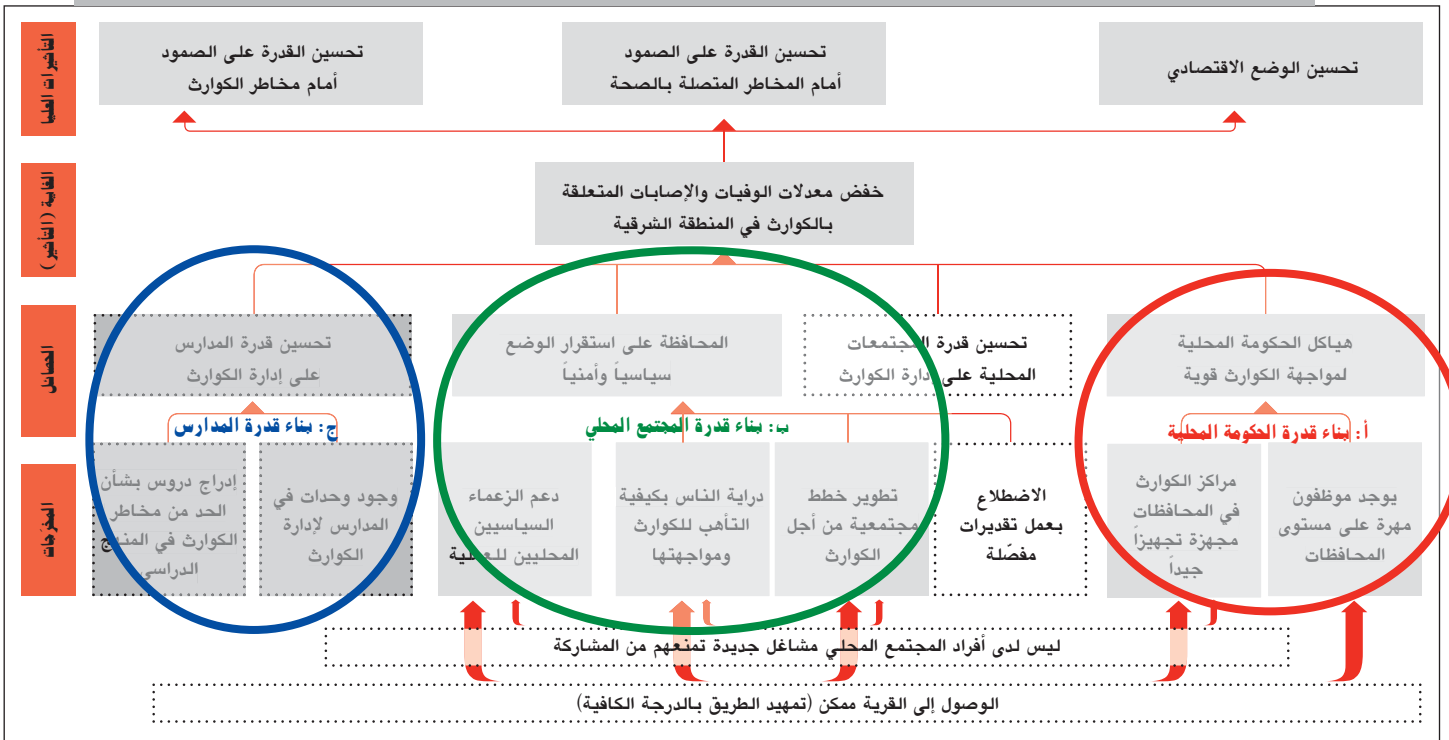 التأثيرات العليا
تحسين الوضع الاقتصادي
تحسين القدرة على الصمود
أمام المخاطر المتصلة بالصحة
تحسين القدرة على الصمود
أمام مخاطر الكوارث
الغاية (التأثير)
خفض معدلات الوفيات والإصابات المتعلقة
بالكوارث في المنطقة الشرقية
الحصائل
هياكل الحكومة المحلية
لمواجهة الكوارث قوية
تحسين قدرة المجتمعات
المحلية على إدارة الكوارث
المحافظة على استقرار الوضع
سياسياً وأمنياً
تحسين قدرة المدارس
على إدارة الكوارث
أ: بناء قدرة الحكومة المحلية
ب: بناء قدرة المجتمع المحلي
ج: بناء قدرة المدارس
المخرجات
يوجد موظفون
مهرة على مستوى
المحافظات
مراكز الكوارث
في المحافظات
مجهزة تجهيزاً
جيداً
الاضطلاع
بعمل تقديرات
مفصّلة
تطوير خطط
مجتمعية من أجل
الكوارث
دراية الناس بكيفية
التأهب للكوارث
ومواجهتها
دعم الزعماء
السياسيين
المحليين للعملية
وجود وحدات في
المدارس لإدارة
الكوارث
إدراج دروس بشأن
الحد من مخاطر
الكوارث في المنهج
الدراسي
ليس لدى أفراد المجتمع المحلي مشاغل جديدة تمنعهم من المشاركة
الوصول إلى القرية ممكن (تمهيد الطريق بالدرجة الكافية)